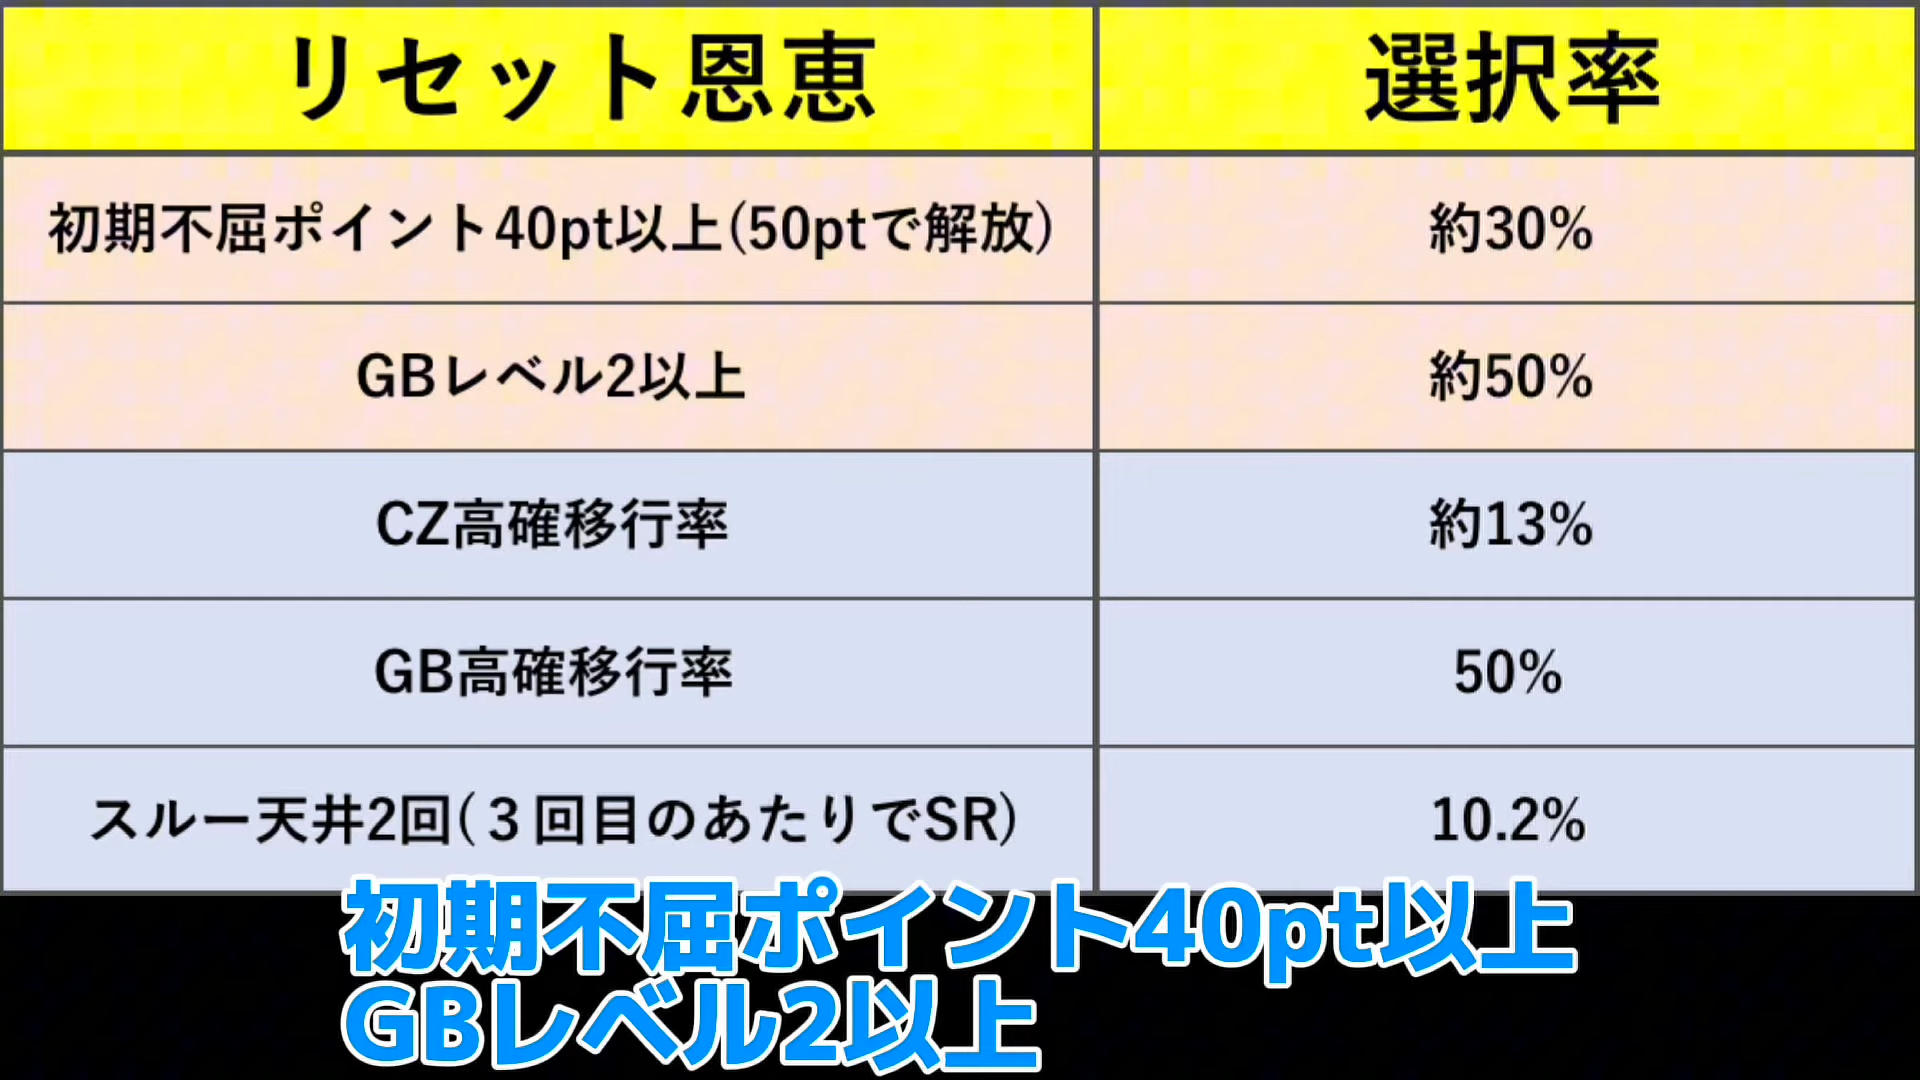 リセット恩恵 選択率
初期不屈ポイント40pt以上(50ptで解放) 約30%
GBレベル2以上 約50%
CZ高確移行率 約13%
GB高確移行率 50%
スルー天井2回(３回目のあたりでSR) 10.2%
初期不屈ポイント40pt以上
GBレベル2以上